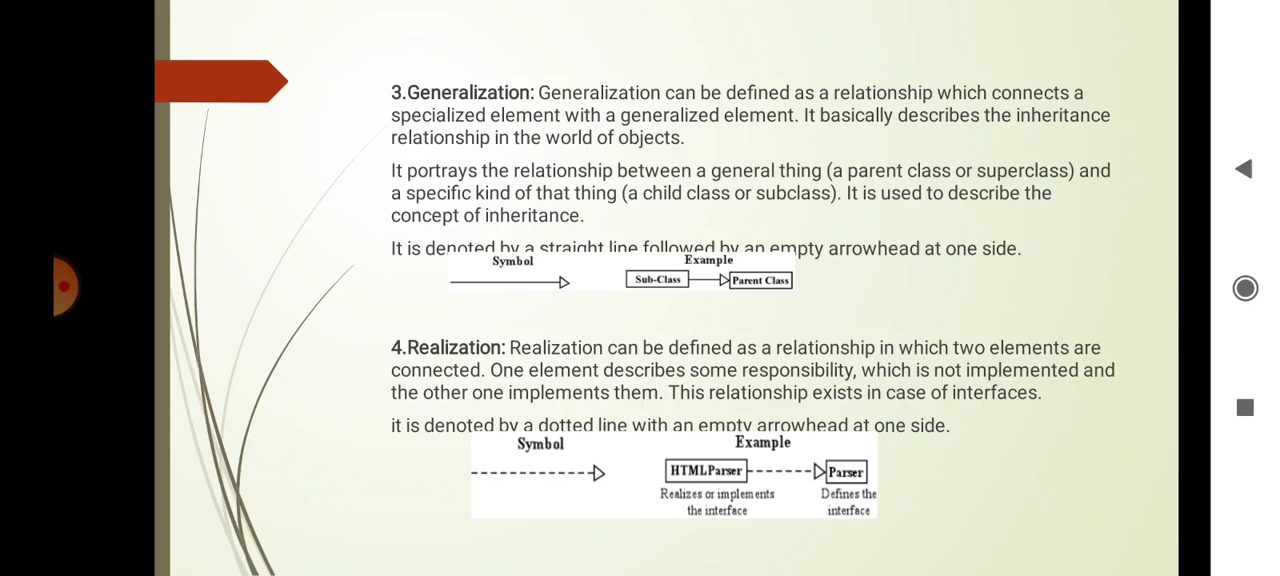 3.Generalization: Generalization can be defined as a relationship which connects a
specialized element with a generalized element. It basically describes the inheritance
relationship in the world of objects.
It portrays the relationship between a general thing (a parent class or superclass) and
a specific kind of that thing (a child class or subclass). It is used to describe the
concept of inheritance.
It is denoted by a straight line followed by an empty arrowhead at one side.
Symbol Example
Sub-Class Parent Class
4.Realization: Realization can be defined as a relationship in which two elements are
connected. One element describes some responsibility, which is not implemented and
the other one implements them. This relationship exists in case of interfaces.
it is denoted by a dotted line with an empty arrowhead at one side.
Symbol Example
HTMLParser Parser
Realizes or implements Defines the
the interface interface